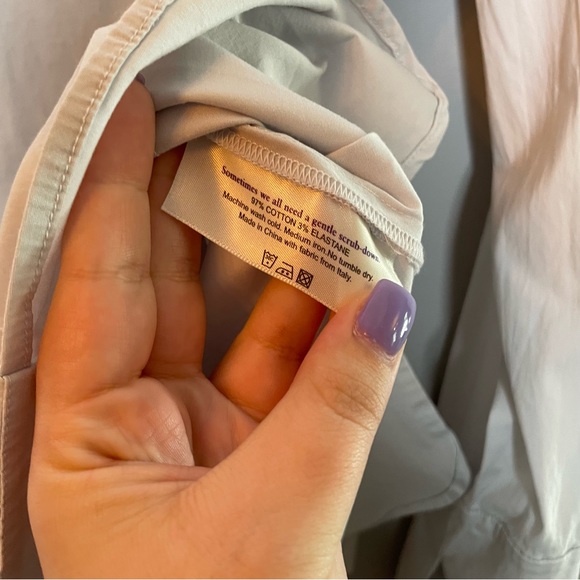 Sometimes we all need a gentle scrub-down.
97% COTTON 3% ELASTANE
Machine wash cold. Medium iron. No tumble dry.
Made in China with fabric from Italy.